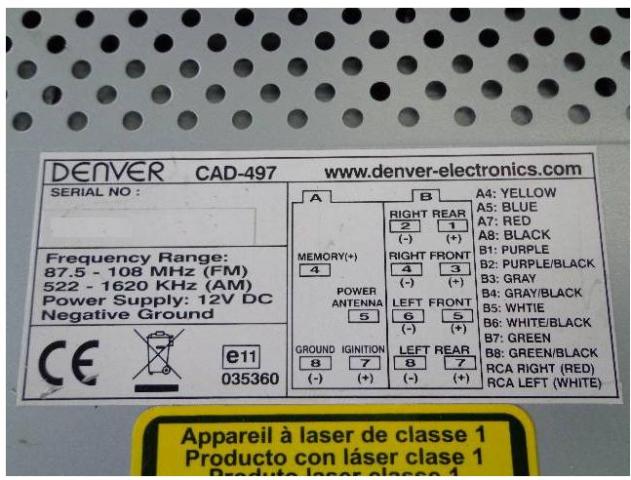 DENVER CAD-497 www.denver-electronics.com
SERIAL NO :
Frequency Range:
87.5 - 108 MHz (FM)
522 - 1620 KHz (AM)
Power Supply: 12V DC
Negative Ground
CE
e11
035360
A
MEMORY(+)
4
POWER
ANTENNA
5
GROUND IGNITION
8 7
(-) (+)
B
RIGHT REAR
2 1
(-) (+)
RIGHT FRONT
4 3
(-) (+)
LEFT FRONT
6 5
(-) (+)
LEFT REAR
8 7
(-) (+)
A4: YELLOW
A5: BLUE
A7: RED
A8: BLACK
B1: PURPLE
B2: PURPLE/BLACK
B3: GRAY
B4: GRAY/BLACK
B5: WHTIE
B6: WHITE/BLACK
B7: GREEN
B8: GREEN/BLACK
RCA RIGHT (RED)
RCA LEFT (WHITE)
Appareil à laser de classe 1
Producto con láser clase 1
Produto laser classe 1